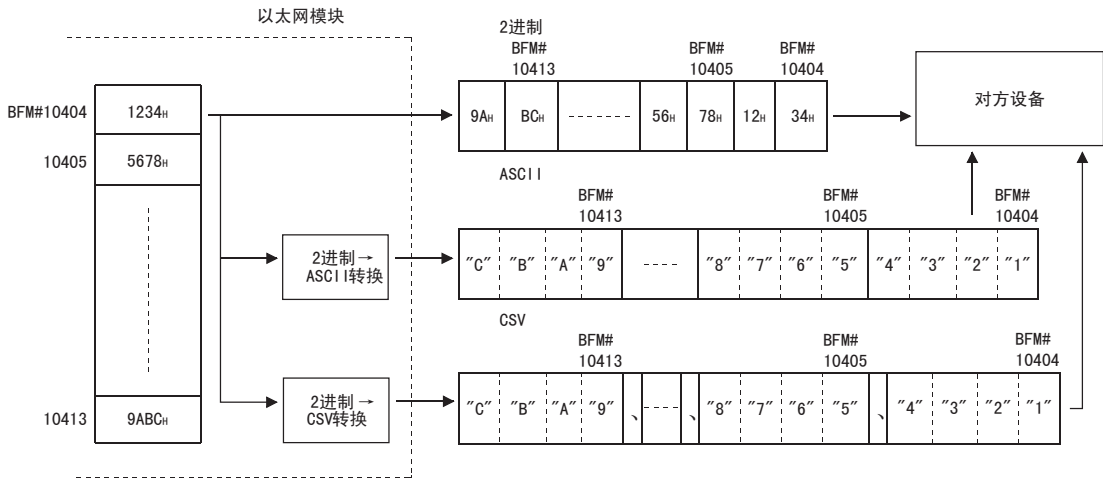 以太网模块
BFM#10404
1234H
10405
5678H
10413
9ABCH
2进制→
ASCII转换
2进制→
CSV转换
2进制
BFM#
10413
BFM#
10405
BFM#
10404
9AH BCH 56H 78H 12H 34H
对方设备
ASCII
BFM#
10413
BFM#
10405
BFM#
10404
"C" "B" "A" "9" "8" "7" "6" "5" "4" "3" "2" "1"
CSV
BFM#
10413
BFM#
10405
BFM#
10404
"C" "B" "A" "9" 、 、 "8" "7" "6" "5" 、 "4" "3" "2" "1"